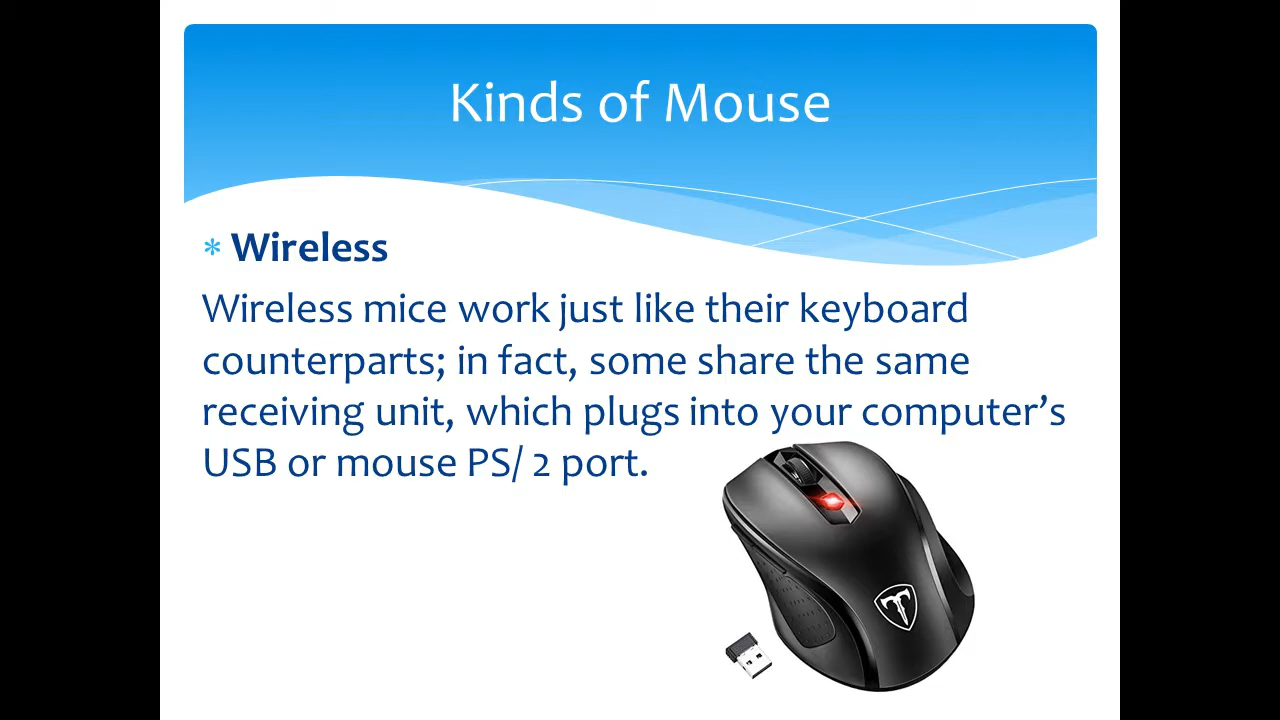 Kinds of Mouse
* Wireless
Wireless mice work just like their keyboard
counterparts; in fact, some share the same
receiving unit, which plugs into your computer’s
USB or mouse PS/ 2 port.